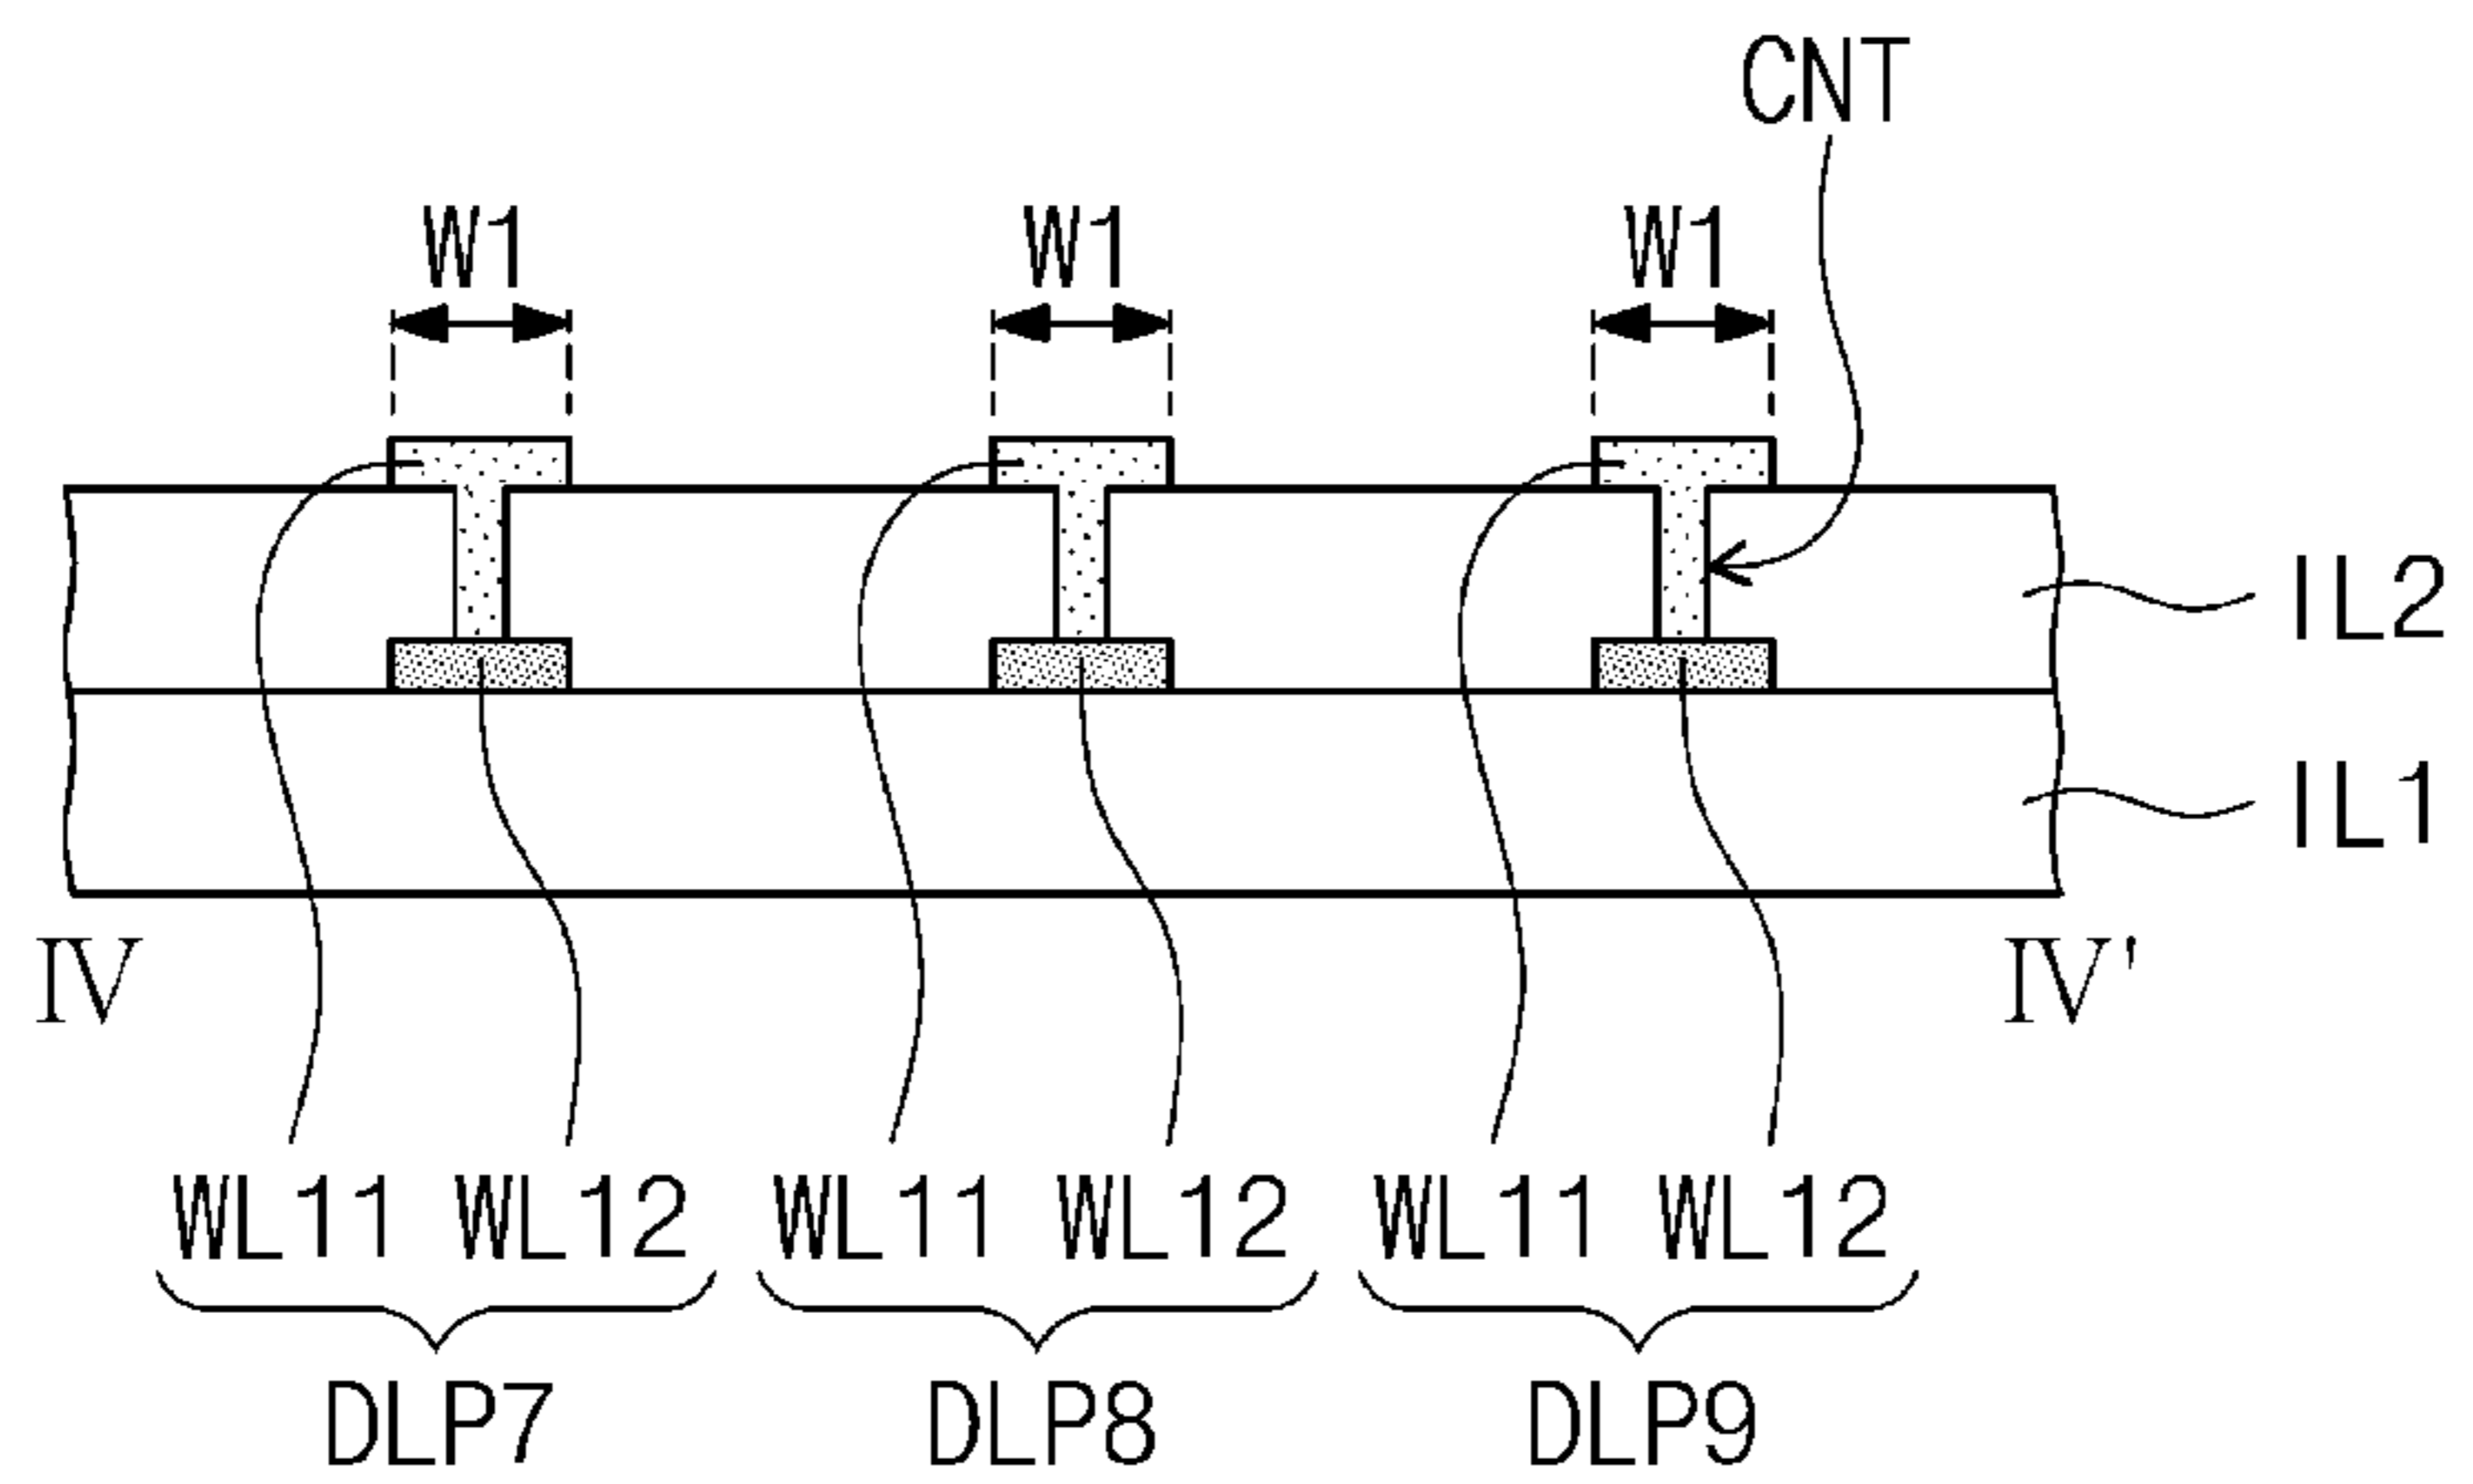 CNT
W1 W1 W1
IL2
IL1
IV IV'
WL11 WL12 WL11 WL12 WL11 WL12
DLP7 DLP8 DLP9